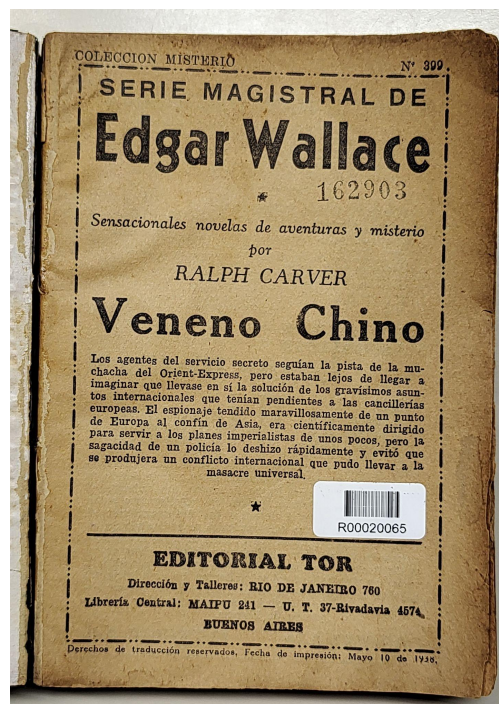 COLECCION MISTERIO
N° 399
SERIE MAGISTRAL DE
Edgar Wallace
162903
Sensacionales novelas de aventuras y misterio
por
RALPH CARVER
Veneno Chino
Los agentes del servicio secreto seguían la pista de la mu-
chacha del Orient-Express, pero estaban lejos de llegar a
imaginar que llevase en sí la solución de los gravísimos asun-
tos internacionales que tenían pendientes a las cancillerías
europeas. El espionaje tendido maravillosamente de un punto
de Europa al confín de Asia, era científicamente dirigido
para servir a los planes imperialistas de unos pocos, pero la
sagacidad de un policía lo deshizo rápidamente y evitó que
se produjera un conflicto internacional que pudo llevar a la
masacre universal.
R00020065
EDITORIAL TOR
Dirección y Talleres: RIO DE JANEIRO 760
Librería Central: MAIPU 241 — U. T. 37-Rivadavia 4574
BUENOS AIRES
Derechos de traducción reservados. Fecha de impresión: Mayo 10 de 1938.